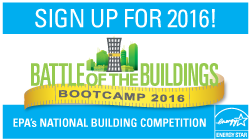 SIGN UP FOR 2016!
BATTLE OF THE BUILDINGS
BOOTCAMP 2016
EPA's NATIONAL BUILDING COMPETITION
ENERGY STAR